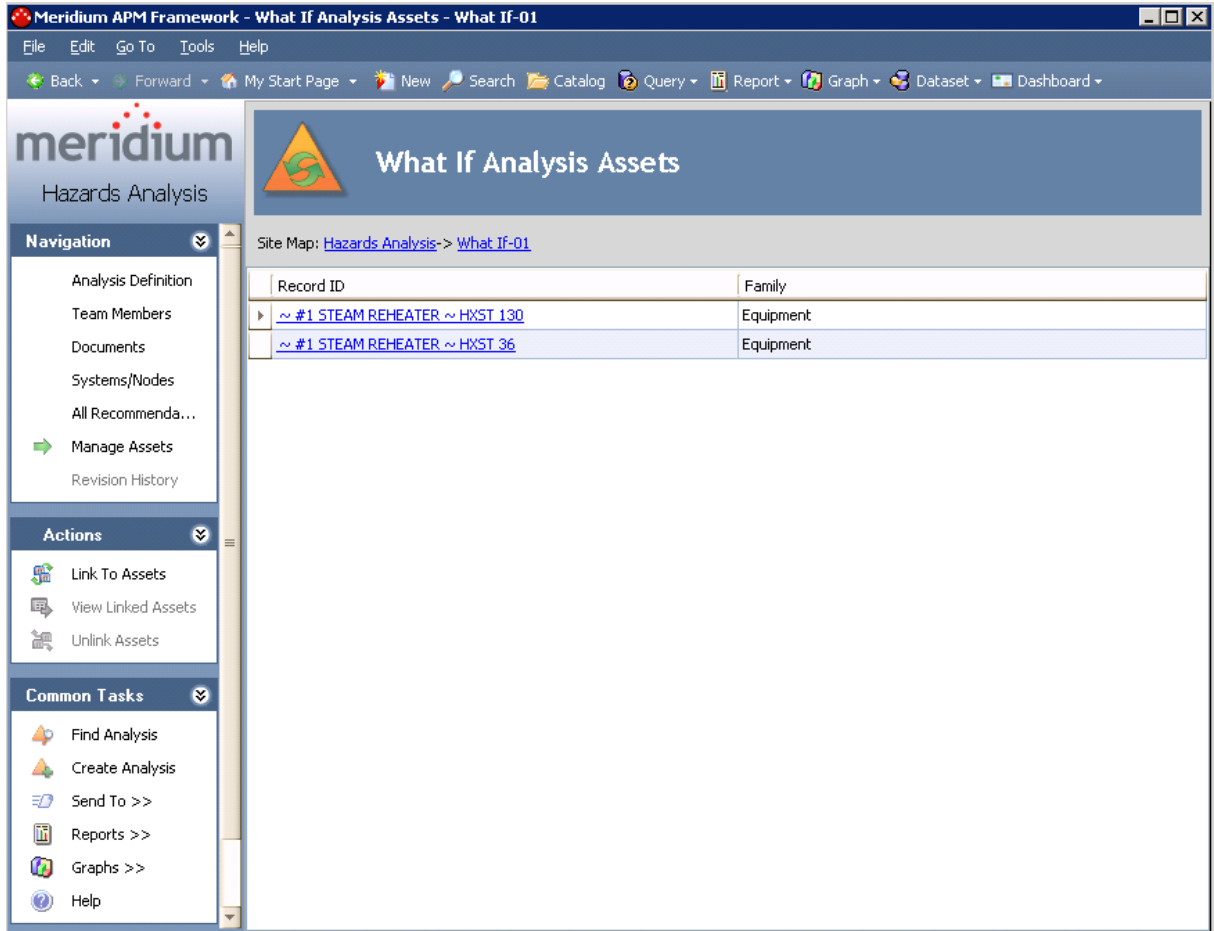 Meridium APM Framework - What If Analysis Assets - What If-01
File Edit Go To Tools Help
Back Forward My Start Page New Search Catalog Query Report Graph Dataset Dashboard
meridium
Hazards Analysis
What If Analysis Assets
Site Map: Hazards Analysis-> What If-01
Navigation
Analysis Definition
Team Members
Documents
Systems/Nodes
All Recommenda...
Manage Assets
Revision History
Actions
Link To Assets
View Linked Assets
Unlink Assets
Common Tasks
Find Analysis
Create Analysis
Send To >>
Reports >>
Graphs >>
Help
Record ID Family
~ #1 STEAM REHEATER ~ HXST 130 Equipment
~ #1 STEAM REHEATER ~ HXST 36 Equipment